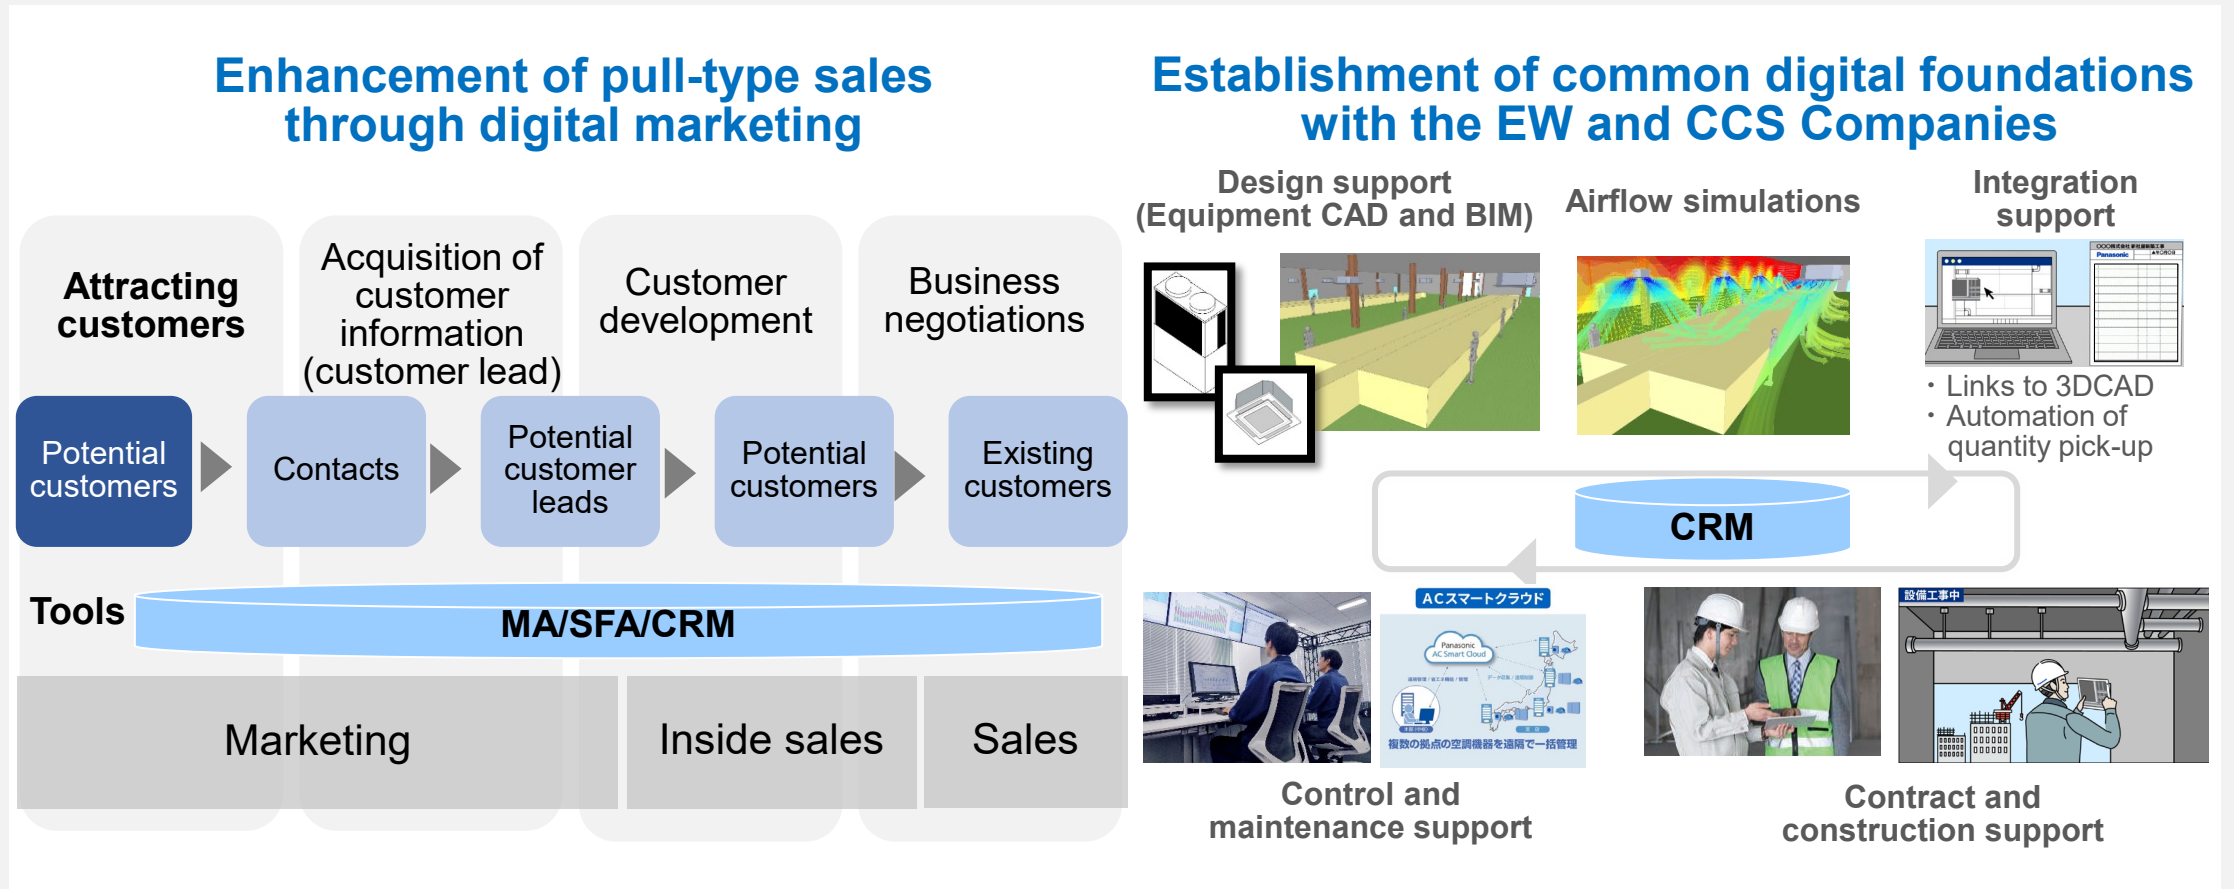 Enhancement of pull-type sales
through digital marketing
Attracting
customers
Acquisition of
customer
information
(customer lead)
Customer
development
Business
negotiations
Potential
customers
Contacts
Potential
customer
leads
Potential
customers
Existing
customers
Tools
MA/SFA/CRM
Marketing
Inside sales
Sales
Establishment of common digital foundations
with the EW and CCS Companies
Design support
(Equipment CAD and BIM)
Airflow simulations
Integration
support
Panasonic
・Links to 3DCAD
・Automation of
quantity pick-up
CRM
ACスマートクラウド
Panasonic
AC Smart Cloud
複数の拠点の空調機器を遠隔で一括管理
設備工事中
Control and
maintenance support
Contract and
construction support